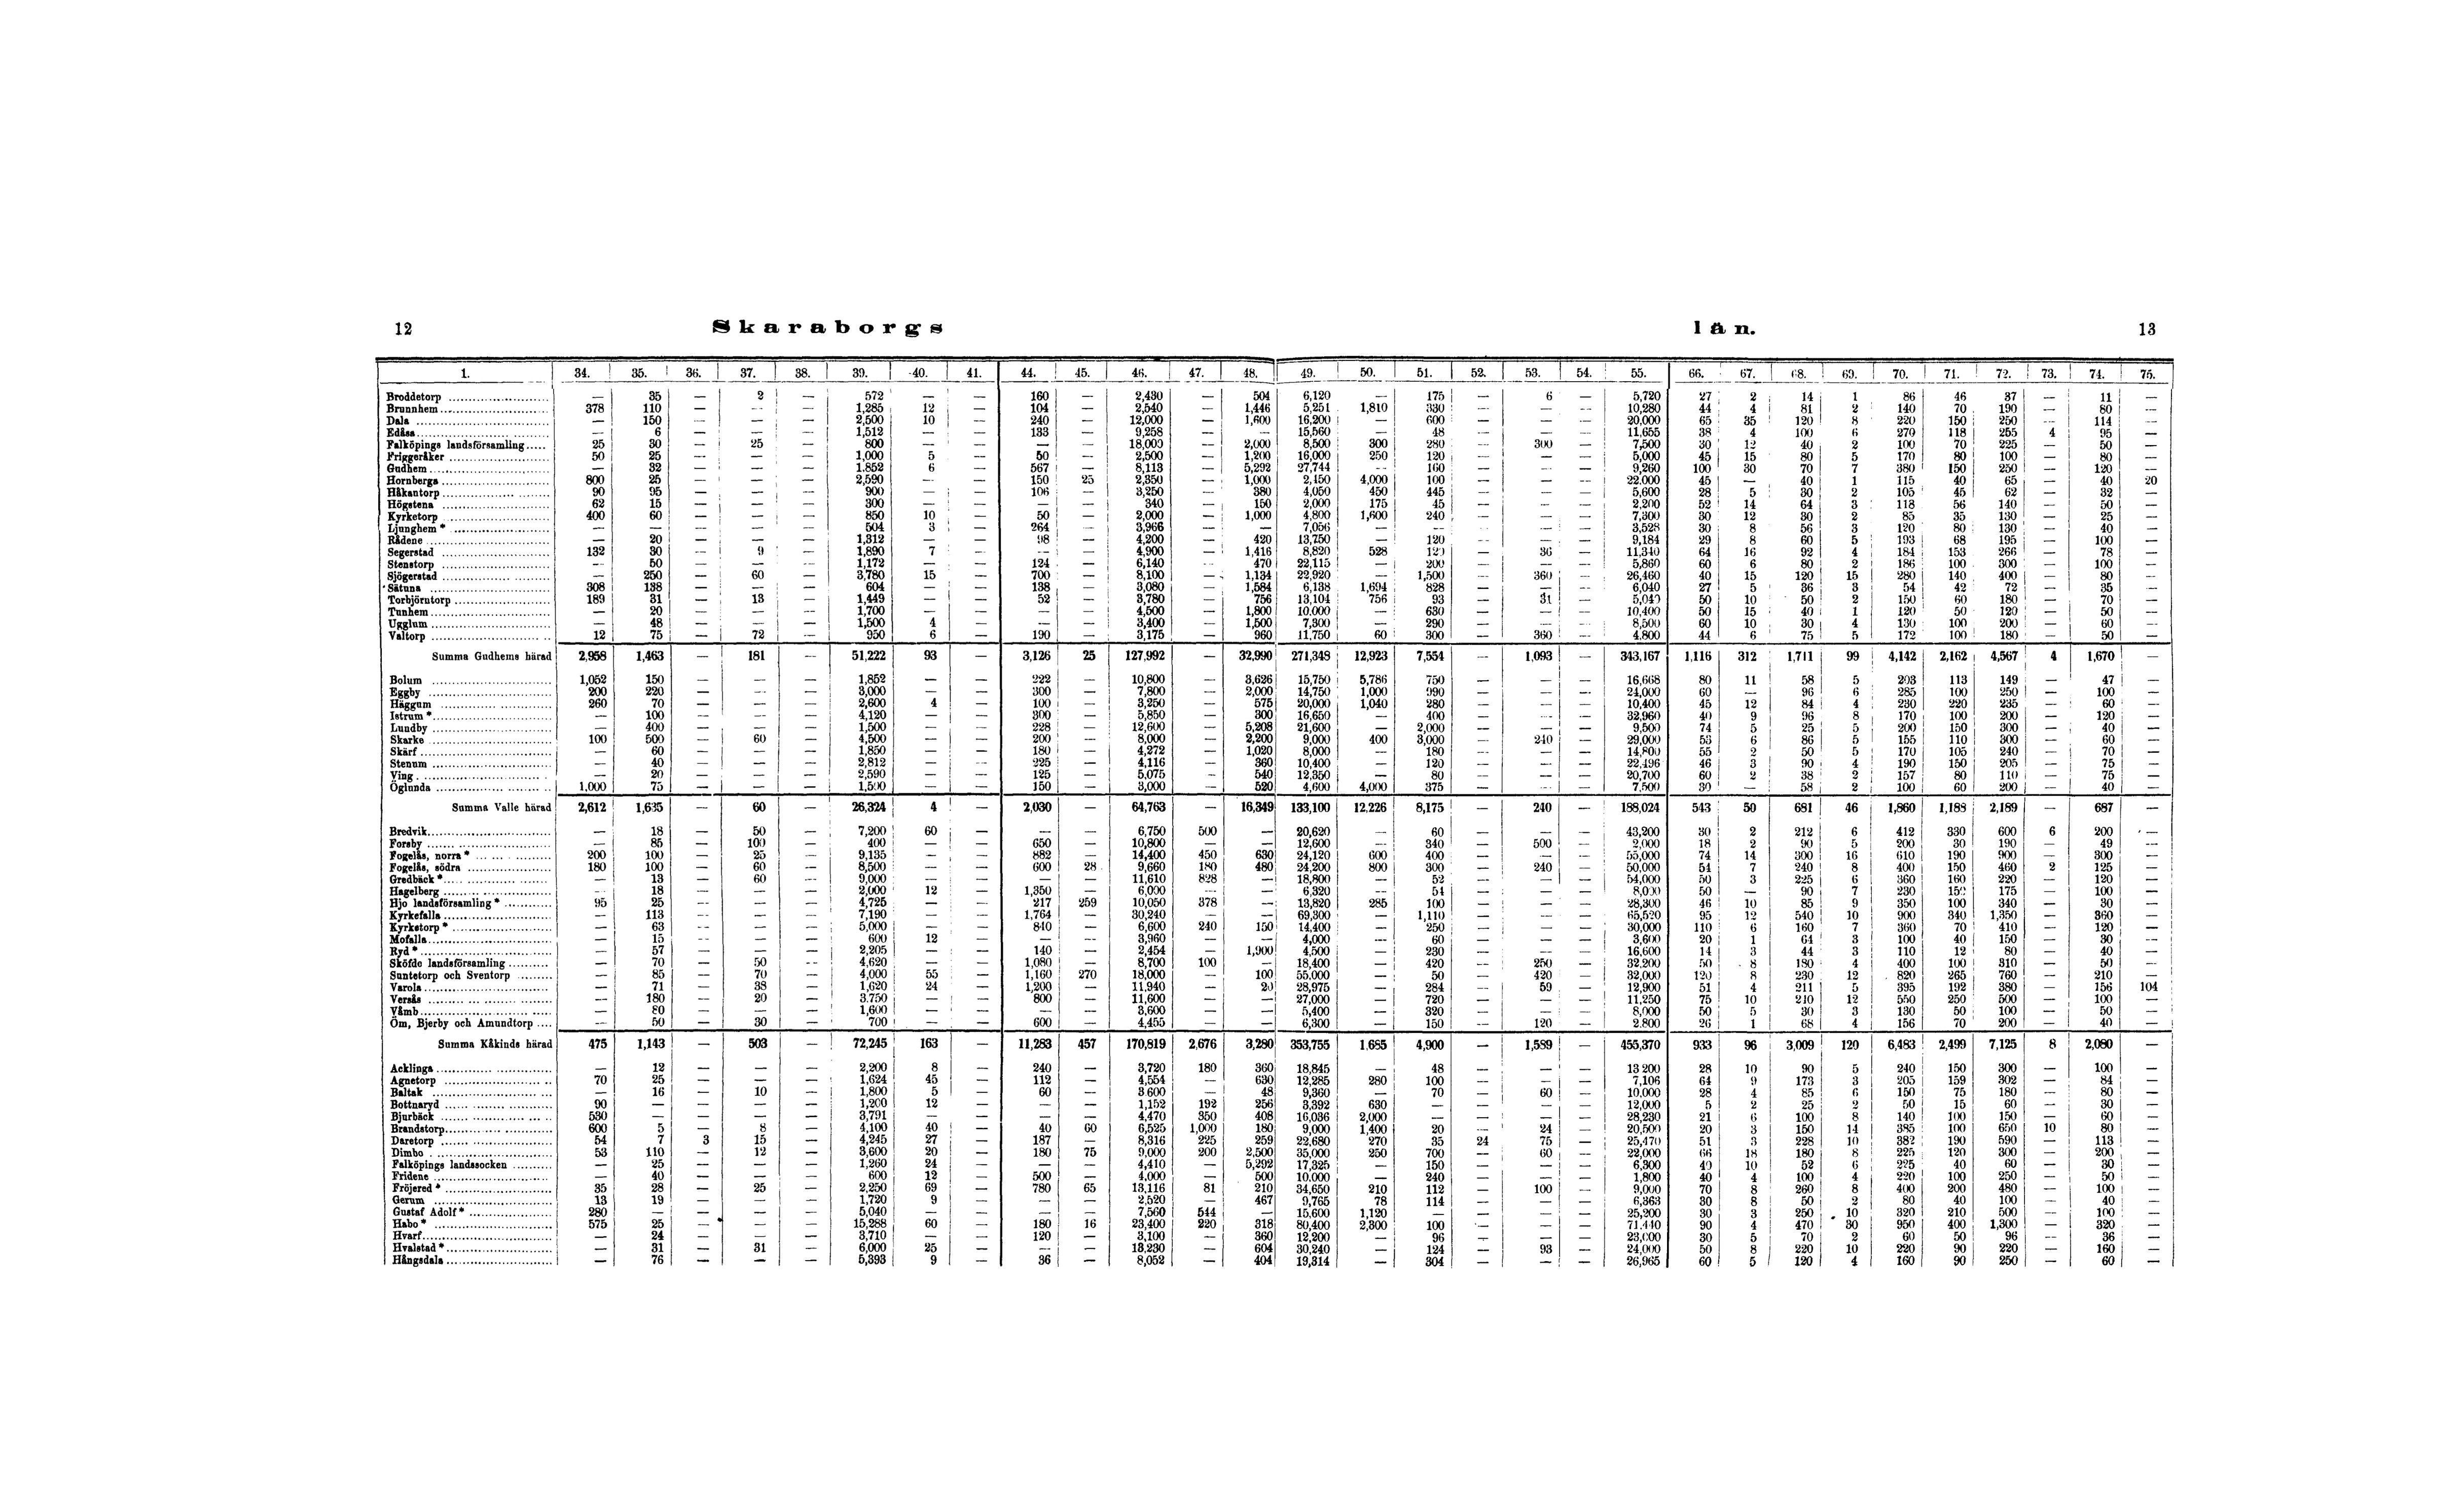 12 Skaraborgs län. 13
1. 34. 35. 36. 37. 38. 39. 40. 41. 44. 45. 46. 47. 48. 49. 50. 51. 52. 53. 54. 55. 66. 67. 68. 69. 70. 71. 72. 73. 74. 75.
Broddetorp — 35 — 2 — 572 — — 160 — 2,430 — 504 6,120 — 175 — 6 — 5,720 27 2 14 1 86 46 87 — 11 —
Brunnhem 378 110 — — — 1,285 12 — 104 — 2,540 — 1,446 5,251 1,810 330 — — — 10,280 44 4 81 2 140 70 190 — 80 —
Dala — 150 — — — 2,500 10 — 240 — 12,000 — 1,600 16,200 — 600 — — — 20,000 65 35 120 8 220 150 250 — 114 —
Edåsa — 6 — — — 1,512 — — 133 — 9,258 — — 15,560 — 48 — — — 11,655 38 4 100 6 270 118 255 4 95 —
Falköpings landsförsamling 25 30 — 25 — 800 — — — — 18,000 — 2,000 8,500 300 280 — 300 — 7,500 30 12 40 2 100 70 225 — 50 —
Friggeråker 50 25 — — — 1,000 5 — 50 — 2,500 — 1,200 16,000 250 120 — — — 5,000 45 15 80 5 170 80 100 — 80 —
Gudhem — 32 — — — 1.852 6 — 567 — 8,113 — 5,292 27,744 — 160 — — — 9,260 100 30 70 7 380 150 250 — 120 —
Hornberga 800 25 — — — 2,590 — — 150 25 2,350 — 1,000 2,150 4,000 100 — — — 22.000 45 — 40 1 115 40 65 — 40 20
Håkantorp 90 95 — — — 900 — — 106 — 3,250 — 380 4,050 450 445 — — — 5,600 28 5 30 2 105 45 62 — 32 —
Högstena 62 15 — — — 300 — — — — 340 — 150 2,000 175 45 — — — 2,200 52 14 64 3 118 56 140 — 50 —
Kyrketorp 400 60 — — — 850 10 — 50 — 2,000 — 1,000 4,800 1,600 240 — — — 7,300 30 12 30 2 85 35 130 — 25 —
Ljunghem * — — — — — 504 3 — 264 — 3,966 — — 7,056 — — — — — 3,528 30 8 56 3 120 80 130 — 40 —
Rådene — 20 — — — 1,312 — — 98 — 4,200 — 420 13,750 — 120 — — — 9,184 29 8 60 5 193 68 195 — 100 —
Segerstad 132 30 — 9 — 1,890 7 — — — 4,900 — 1,416 8,820 528 120 — 36 — 11,340 64 16 92 4 184 153 266 — 78 —
Stenstorp — 50 — — — 1,172 — — 124 — 6,140 — 470 22,115 — 200 — — — 5,860 60 6 80 2 186 100 300 — 100 —
Sjögerstad — 250 — 60 — 3,780 15 — 700 — 8,100 — 1,134 22,920 — 1,500 — 360 — 26,460 40 15 120 15 280 140 400 — 80 —
Sätuna 308 138 — — — 604 — — 138 — 3,080 — 1,584 6,138 1,694 828 — — — 6,040 27 5 36 3 54 42 72 — 35 —
Torbjörntorp 189 31 — 13 — 1,449 — — 52 — 3,780 — 756 13,104 756 93 — 31 — 5,040 50 10 50 2 150 60 180 — 70 —
Tunhem — 20 — — — 1,700 — — — — 4,500 — 1,800 10.000 — 630 — — — 10,400 50 15 40 1 120 50 120 — 50 —
Ugglum — 48 — — — 1,500 4 — — — 3,400 — 1,500 7,300 — 290 — — — 8,500 60 10 30 4 130 100 200 — 60 —
Valtorp 12 75 — 72 — 950 6 — 190 — 3,175 — 960 11,750 60 300 — 360 — 4.800 44 6 75 5 172 100 180 — 50 —
Summa Gudhems härad 2,958 1,463 — 181 — 51,222 93 — 3,126 25 127,992 — 32,990 271,348 12,923 7,554 — 1,093 — 343,167 1,116 312 1,711 99 4,142 2,162 4,567 4 1,670 —
Bolum 1,052 150 — — — 1,852 — — 222 — 10,800 — 3,626 15,750 5,786 750 — — — 16,668 80 11 58 5 203 113 149 — 47 —
Eggby 200 220 — — — 3,000 — — 300 — 7,800 — 2,000 14,750 1,000 990 — — — 24,000 60 — 96 6 285 100 250 — 100 —
Häggum 260 70 — — — 2,600 4 — 100 — 3,250 — 575 20,000 1,040 280 — — — 10,400 45 12 84 4 230 220 235 — 60 —
Istrum * — 100 — — — 4,120 — — 300 — 5,850 — 300 16,650 — 400 — — — 32,960 40 9 96 8 170 100 200 — 120 —
Lundby — 400 — — — 1,500 — — 228 — 12,600 — 5,208 21,600 — 2,000 — — — 9,500 74 5 25 5 200 150 300 — 40 —
Skarke 100 500 — 60 — 4,500 — — 200 — 8,000 — 2,200 9,000 400 3,000 — 240 — 29,000 53 6 86 5 155 110 300 — 60 —
Skärf — 60 — — — 1,850 — — 180 — 4,272 — 1,020 8,000 — 180 — — — 14,800 55 2 50 5 170 105 240 — 70 —
Stenum — 40 — — — 2,812 — — 225 — 4,116 — 360 10,400 — 120 — — — 22,496 46 3 90 4 190 150 205 — 75 —
Ving — 20 — — — 2,590 — — 125 — 5,075 — 540 12,350 — 80 — — — 20,700 60 2 38 2 157 80 110 — 75 —
Öglunda 1,000 75 — — — 1,500 — — 150 — 3,000 — 520 4,600 4,000 375 — — — 7,500 30 — 58 2 100 60 200 — 40 —
Summa Valle härad 2,612 1,635 — 60 — 26,324 4 — 2,030 — 64,763 — 16,349 133,100 12,226 8,175 — 240 — 188,024 543 50 681 46 1,860 1,188 2,189 — 687 —
Bredvik — 18 — 50 — 7,200 60 — — — 6,750 500 — 20,620 — 60 — — — 43,200 30 2 212 6 412 330 600 6 200 —
Forsby — 85 — 100 — 400 — — 650 — 10,800 — — 12,600 — 340 — 500 — 2,000 18 2 90 5 200 30 190 — 49 —
Fogelås, norra * 200 100 — 25 — 9,135 — — 882 — 14,400 450 630 24,120 600 400 — — — 55,000 74 14 300 16 610 190 900 — 300 —
Fogelås, södra 180 100 — 60 — 8,500 — — 600 28 9,660 180 480 24,200 800 300 — 240 — 50,000 54 7 240 8 400 150 460 2 125 —
Gredbäck * — 13 — 60 — 9,000 — — — — 11,610 828 — 18,800 — 52 — — — 54,000 50 3 225 6 360 160 220 — 120 —
Hagelberg — 18 — — — 2,000 12 — 1,350 — 6,000 — — 6,320 — 54 — — — 8,000 50 — 90 7 230 152 175 — 100 —
Hjo landsförsamling * 95 25 — — — 4,725 — — 217 259 10,050 378 — 13,820 285 100 — — — 28,300 46 10 85 9 350 100 340 — 30 —
Kyrkefalla — 113 — — — 7,190 — — 1,764 — 30,240 — — 69,300 — 1,110 — — — 65,520 95 12 540 10 900 340 1,350 — 360 —
Kyrketorp * — 63 — — — 5,000 — — 840 — 6,600 240 150 14,400 — 250 — — — 30,000 110 6 160 7 360 70 410 — 120 —
Mofalla — 15 — — — 600 12 — — — 3,960 — — 4,000 — 60 — — — 3,600 20 1 64 3 100 40 150 — 30 —
Ryd * — 57 — — — 2,205 — — 140 — 2,454 — 1,900 4,500 — 230 — — — 16,600 14 3 44 3 110 12 80 — 40 —
Sköfde landsförsamling — 70 — 50 — 4,620 — — 1,080 — 8,700 100 — 18,400 — 420 — 250 — 32.200 50 8 180 4 400 100 310 — 50 —
Suntetorp och Sventorp — 85 — 70 — 4,000 55 — 1,160 270 18,000 — 100 55,000 — 50 — 420 — 32,000 120 8 230 12 820 265 760 — 210 —
Varola — 71 — 38 — 1,620 24 — 1,200 — 11,940 — 20 28,975 — 284 — 59 — 12,900 51 4 211 5 395 192 380 — 156 104
Versås — 180 — 20 — 3.750 — — 800 — 11,600 — — 27,000 — 720 — — — 11,250 75 10 210 12 550 250 500 — 100 —
Våmb — 80 — — — 1,600 — — — — 3,600 — — 5,400 — 320 — — — 8,000 50 5 30 3 130 50 100 — 50 —
Öm, Bjerby och Amundtorp — 50 — 30 — 700 — — 600 — 4,455 — — 6,300 — 150 — 120 — 2.800 26 1 68 4 156 70 200 — 40 —
Summa Kåkinds härad 475 1,143 — 503 — 72,245 163 — 11,283 457 170,819 2,676 3,280 353,755 1,685 4,900 — 1,589 — 455,370 933 96 3,009 120 6,483 2,499 7,125 8 2,080 —
Acklinga — 12 — — — 2,200 8 — 240 — 3,720 180 360 18,845 — 48 — — — 13 200 28 10 90 5 240 150 300 — 100 —
Agnetorp 70 25 — — — 1,624 45 — 112 — 4,554 — 630 12,285 280 100 — — — 7,106 64 9 173 3 205 159 302 — 84 —
Baltak — 16 — 10 — 1,800 5 — 60 — 3 600 — 48 9,360 — 70 — 60 — 10,000 28 4 85 6 150 75 180 — 80 —
Bottnaryd 90 — — — — 1,200 12 — — — 1,152 192 256 3,392 630 — — — — 12,000 5 2 25 2 50 15 60 — 30 —
Bjurbäck 530 — — — — 3,791 — — — — 4,470 350 408 16,036 2,000 — — — — 28,230 21 6 100 8 140 100 150 — 60 —
Brandstorp 600 5 — 8 — 4,100 40 — 40 60 6,525 1,000 180 9,000 1,400 20 — 24 — 20,500 20 3 150 14 385 100 650 10 80 —
Daretorp 54 7 3 15 — 4,245 27 — 187 — 8,316 225 259 22,680 270 35 24 75 — 25,470 51 3 228 10 382 190 590 — 113 —
Dimbo 53 110 — 12 — 3,600 20 — 180 75 9,000 200 2,500 35,000 250 700 — 60 — 22,000 66 18 180 8 225 120 300 — 200 —
Falköpings landssocken — 25 — — — 1,260 24 — — — 4,410 — 5,292 17,325 — 150 — — — 6,300 40 10 52 6 225 40 60 — 30 —
Fridene — 40 — — — 600 12 — 500 — 4,000 — 500 10.000 — 240 — — — 1,800 40 4 100 4 220 100 250 — 50 —
Fröjered * 35 28 — 25 — 2,250 69 — 780 65 13,116 81 210 34,650 210 112 — 100 — 9,000 70 8 260 8 400 200 480 — 100 —
Gerum 13 19 — — — 1,720 9 — — — 2,520 — 467 9,765 78 114 — — — 6,363 30 8 50 2 80 40 100 — 40 —
Gustaf Adolf * 280 — — — — 5,040 — — — — 7,560 544 — 15,600 1,120 — — — — 25,200 30 3 250 10 320 210 500 — 100 —
Habo * 575 25 — — — 15,288 60 — 180 16 23,400 220 318 80,400 2,300 100 — — — 71.440 90 4 470 30 950 400 1,300 — 320 —
Hvarf — 24 — — — 3,710 — — 120 — 3,100 — 360 12,200 — 96 — — — 23,000 30 5 70 2 60 50 96 — 36 —
Hvalstad * — 31 — 31 — 6,000 25 — — — 13,230 — 604 30,240 — 124 — 93 — 24,000 50 8 220 10 220 90 220 — 160 —
Hångsdala — 76 — — — 5,393 9 — 36 — 8,052 — 404 19,314 — 304 — — — 26,965 60 5 120 4 160 90 250 — 60 —